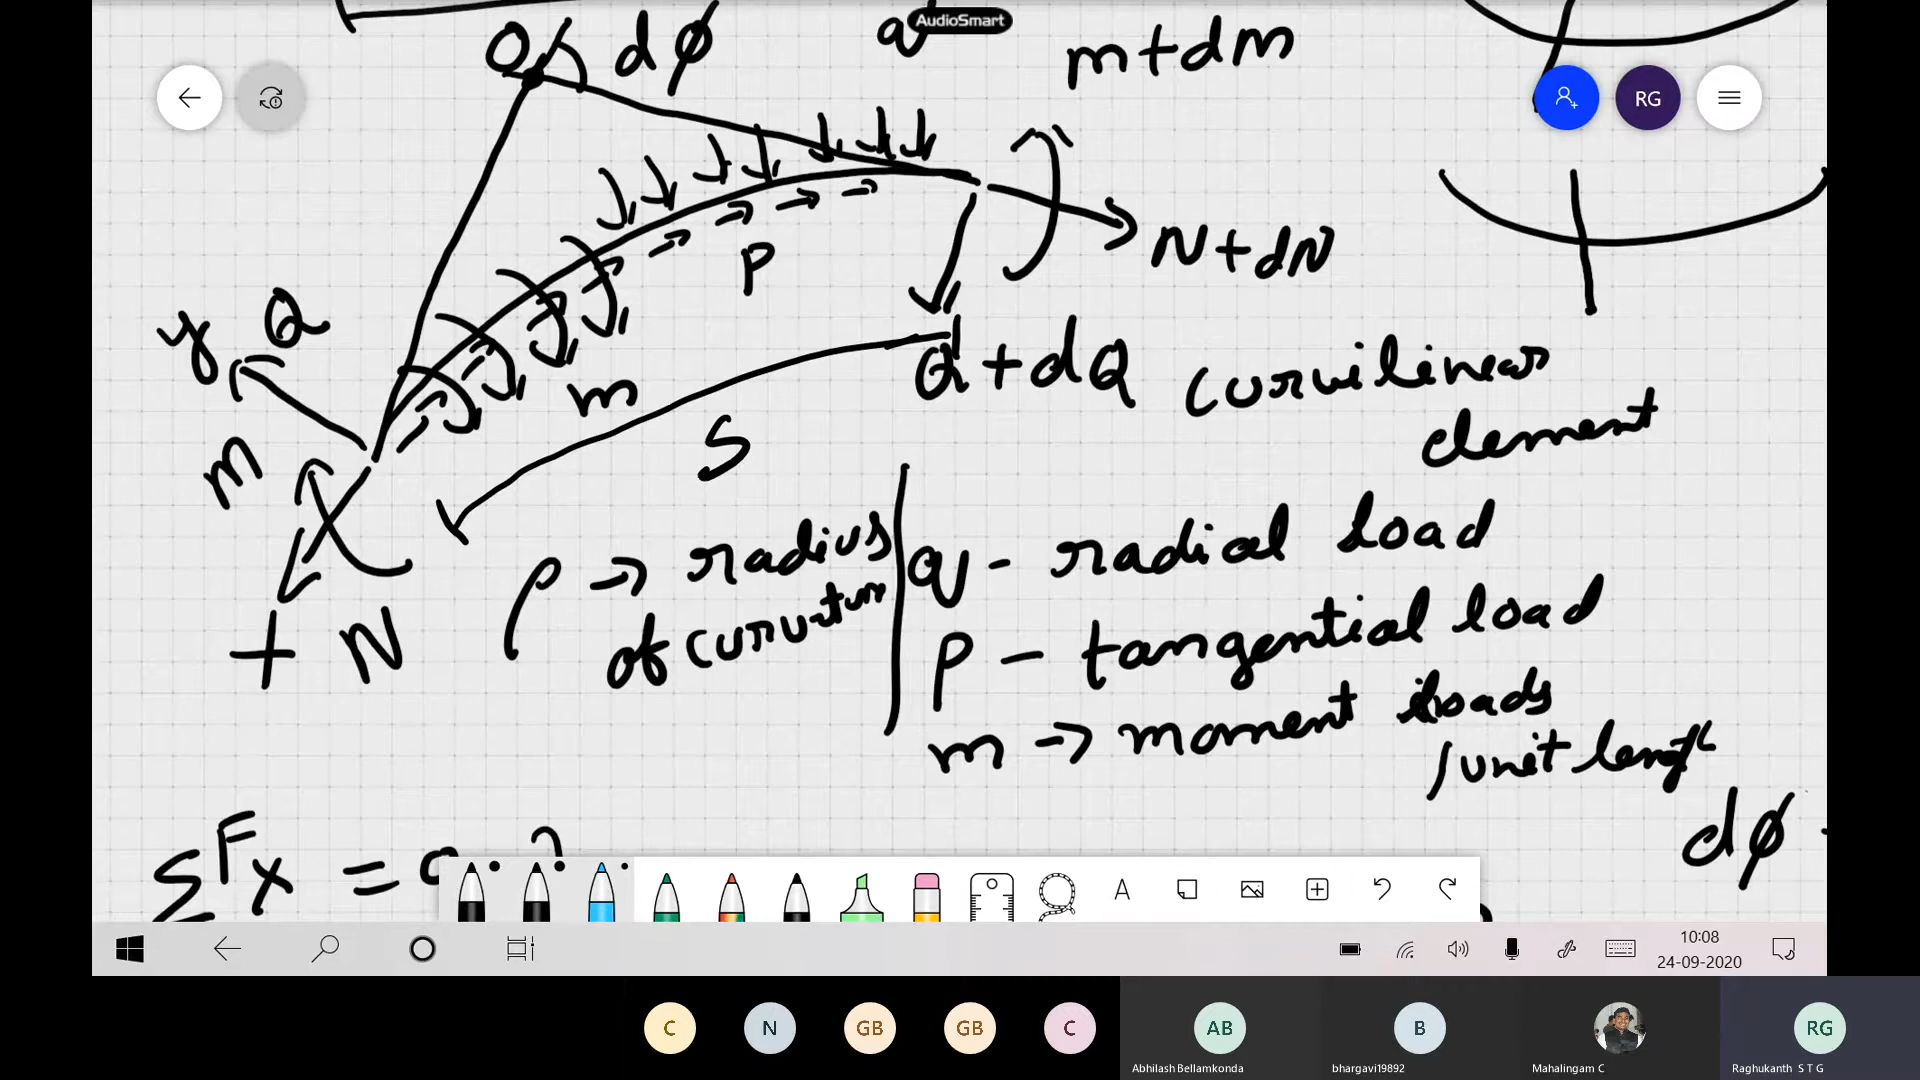 AudioSmart
O dϕ
q
m+dm
RG
P
N+dN
y Q
m
Q+dQ
curvilinear
element
m
S
+ N
ρ → radius
of curvature
q - radial load
p - tangential load
m → moment loads
/unit length
dϕ
ΣFx =
A
10:08
24-09-2020
C
N
GB
GB
C
AB
B
RG
Abhilash Bellamkonda
bhargavi19892
Mahalingam C
Raghukanth S T G